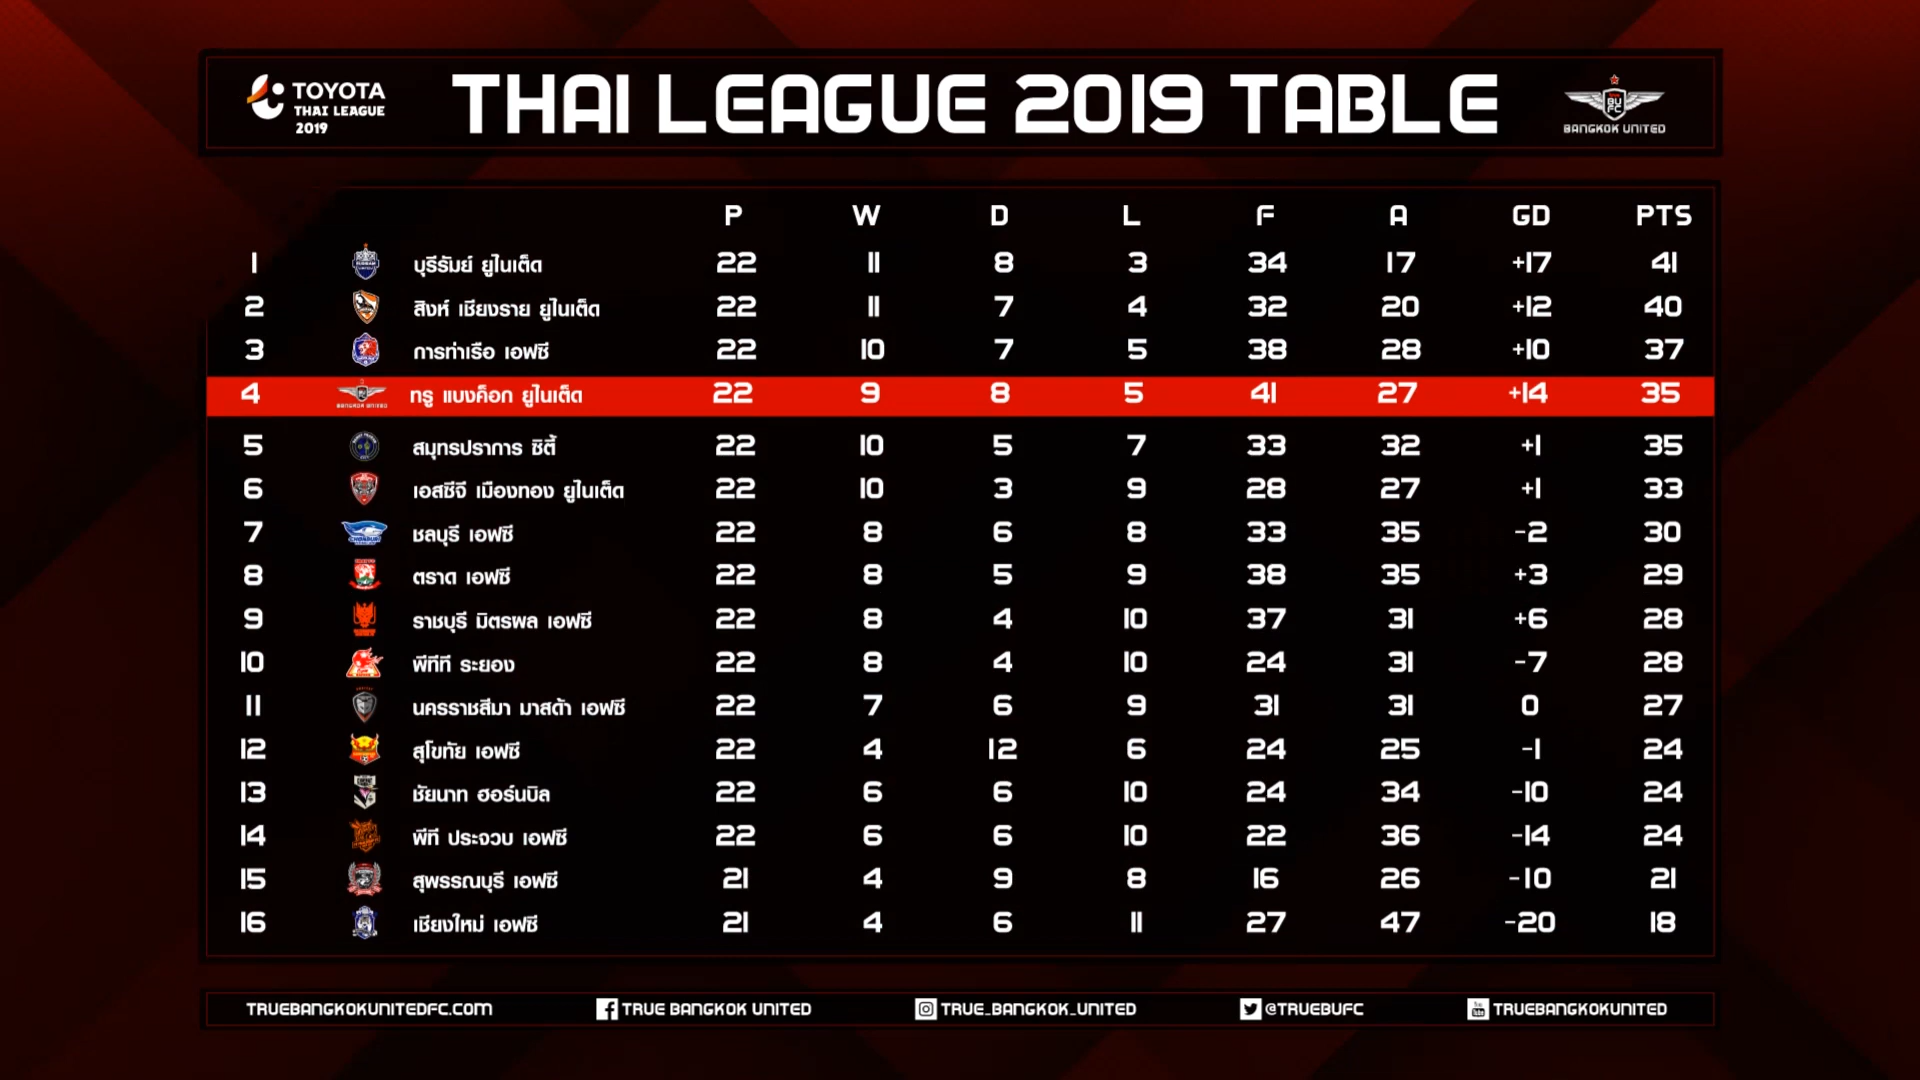 TOYOTA
THAI LEAGUE
2019
THAI LEAGUE 2019 TABLE
BANGKOK UNITED
P W D L F A GD PTS
1 บุรีรัมย์ ยูไนเต็ด 22 11 8 3 34 17 +17 41
2 สิงห์ เชียงราย ยูไนเต็ด 22 11 7 4 32 20 +12 40
3 การท่าเรือ เอฟซี 22 10 7 5 38 28 +10 37
4 ทรู แบงค็อก ยูไนเต็ด 22 9 8 5 41 27 +14 35
5 สมุทรปราการ ซิตี้ 22 10 5 7 33 32 +1 35
6 เอสซีจี เมืองทอง ยูไนเต็ด 22 10 3 9 28 27 +1 33
7 ชลบุรี เอฟซี 22 8 6 8 33 35 -2 30
8 ตราด เอฟซี 22 8 5 9 38 35 +3 29
9 ราชบุรี มิตรผล เอฟซี 22 8 4 10 37 31 +6 28
10 พีทีที ระยอง 22 8 4 10 24 31 -7 28
11 นครราชสีมา มาสด้า เอฟซี 22 7 6 9 31 31 0 27
12 สุโขทัย เอฟซี 22 4 12 6 24 25 -1 24
13 ชัยนาท ฮอร์นบิล 22 6 6 10 24 34 -10 24
14 พีที ประจวบ เอฟซี 22 6 6 10 22 36 -14 24
15 สุพรรณบุรี เอฟซี 21 4 9 8 16 26 -10 21
16 เชียงใหม่ เอฟซี 21 4 6 11 27 47 -20 18
TRUEBANGKOKUNITEDFC.COM TRUE BANGKOK UNITED TRUE_BANGKOK_UNITED @TRUEBUFC TRUEBANGKOKUNITED